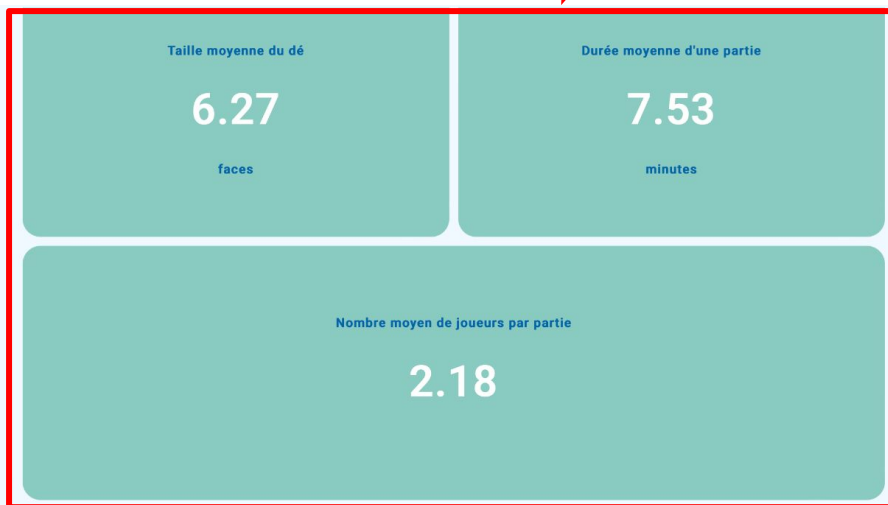 Taille moyenne du dé
6.27
faces
Durée moyenne d'une partie
7.53
minutes
Nombre moyen de joueurs par partie
2.18